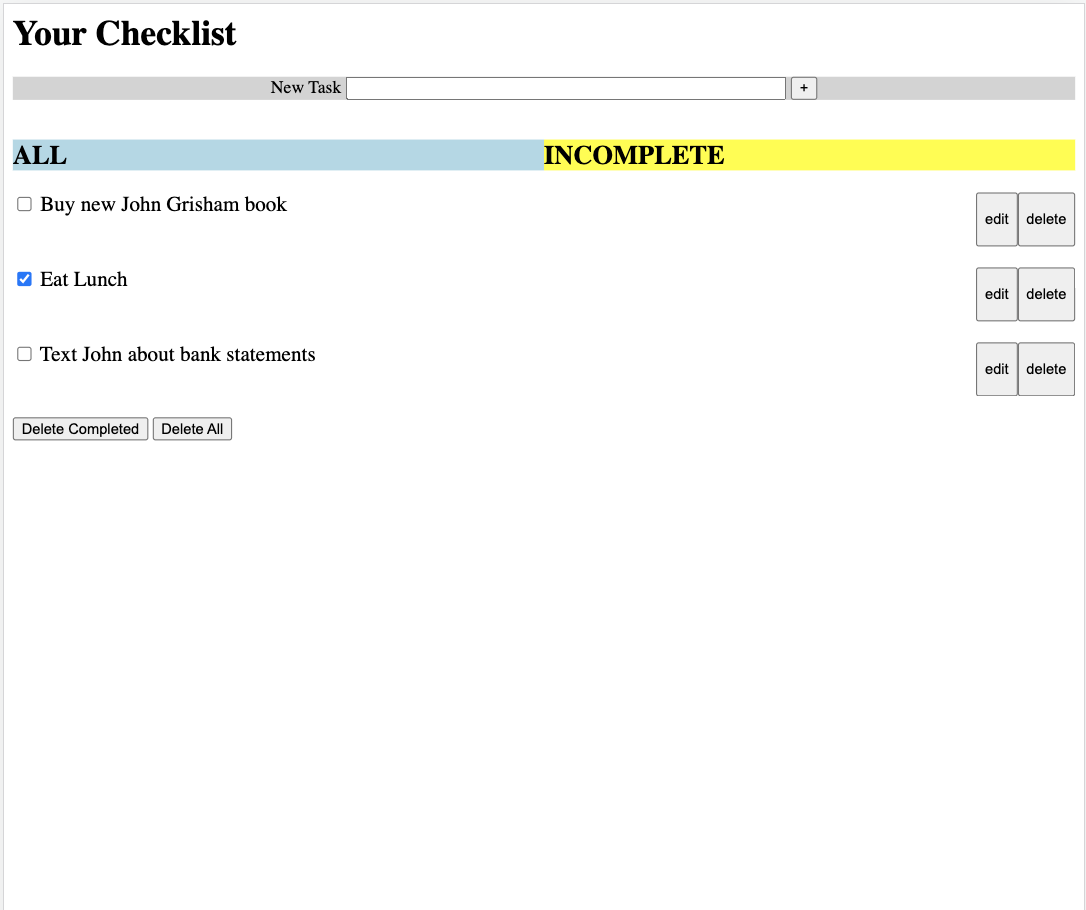 Your Checklist
New Task +
ALL INCOMPLETE
Buy new John Grisham book edit delete
Eat Lunch edit delete
Text John about bank statements edit delete
Delete Completed Delete All